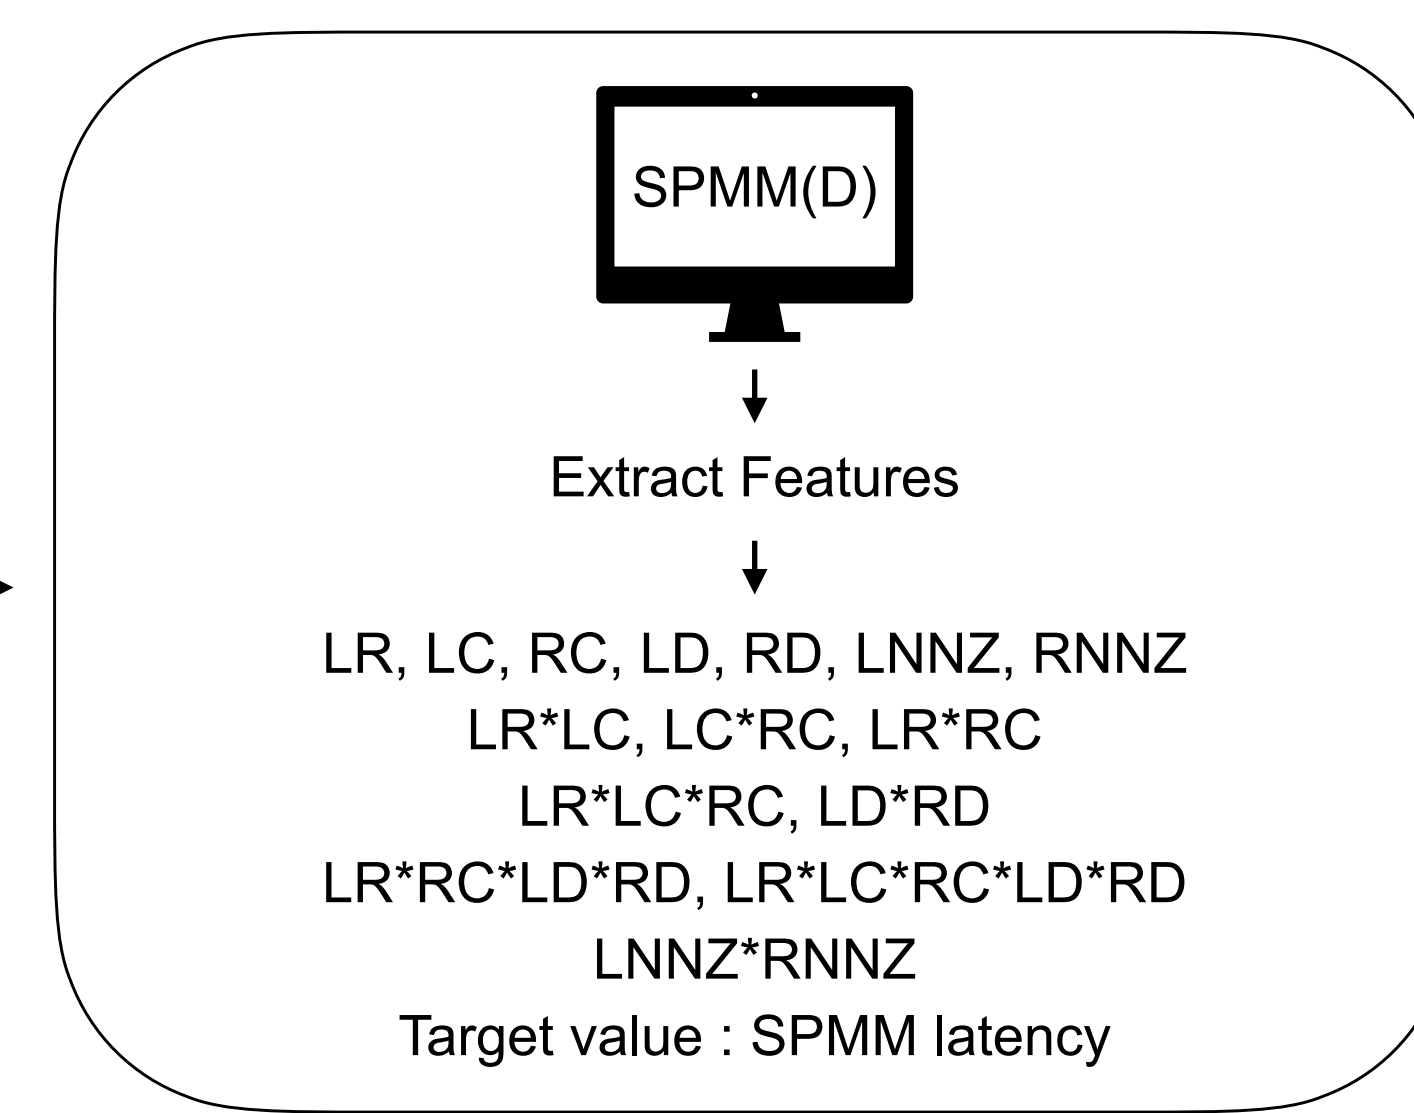 SPMM(D)
Extract Features
LR, LC, RC, LD, RD, LNNZ, RNNZ
LR*LC, LC*RC, LR*RC
LR*LC*RC, LD*RD
LR*RC*LD*RD, LR*LC*RC*LD*RD
LNNZ*RNNZ
Target value : SPMM latency